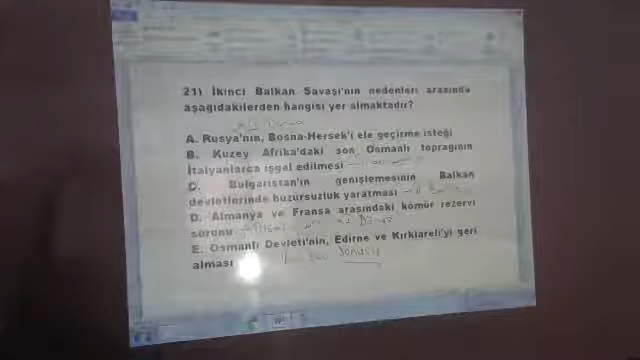 21) İkinci Balkan Savaşı'nın nedenleri arasında
aşağıdakilerden hangisi yer almaktadır?
A. Rusya'nın, Bosna-Hersek'i ele geçirme isteği
B. Kuzey Afrika'daki son Osmanlı toprağının
İtalyanlarca işgal edilmesi
C. Bulgaristan'ın genişlemesinin Balkan
devletlerinde huzursuzluk yaratması
D. Almanya ve Fransa arasındaki kömür rezervi
sorunu
E. Osmanlı Devleti'nin, Edirne ve Kırklareli'yi geri
alması